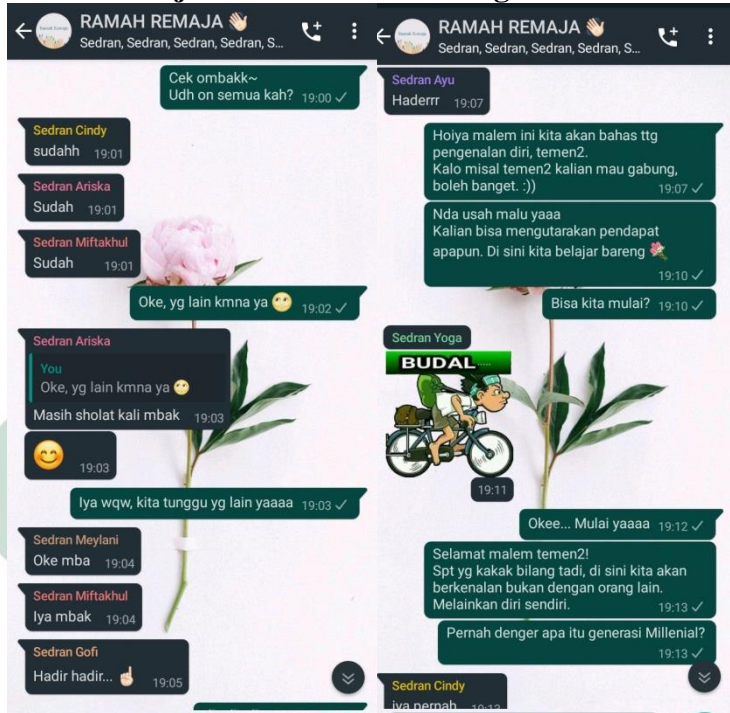 RAMAH REMAJA 👋
Sedran, Sedran, Sedran, Sedran, S...
Cek ombakk~
Udh on semua kah? 19:00
Sedran Cindy
sudahh 19:01
Sedran Ariska
Sudah 19:01
Sedran Miftakhul
Sudah 19:01
Oke, yg lain kmna ya 😶 19:02
Sedran Ariska
You
Oke, yg lain kmna ya 😶
Masih sholat kali mbak 19:03
😊
19:03
Iya wqw, kita tunggu yg lain yaaaa 19:03
Sedran Meylani
Oke mba 19:04
Sedran Miftakhul
Iya mbak 19:04
Sedran Gofi
Hadir hadir... ☝🏻 19:05
RAMAH REMAJA 👋
Sedran, Sedran, Sedran, Sedran, S...
Sedran Ayu
Haderrr 19:07
Hoiya malem ini kita akan bahas ttg
pengenalan diri, temen2.
Kalo misal temen2 kalian mau gabung,
boleh banget. :))
19:07
Nda usah malu yaaa
Kalian bisa mengutarakan pendapat
apapun. Di sini kita belajar bareng 💐
19:10
Bisa kita mulai? 19:10
Sedran Yoga
BUDAL.....
19:11
Okee... Mulai yaaaa 19:12
Selamat malem temen2!
Spt yg kakak bilang tadi, di sini kita akan
berkenalan bukan dengan orang lain.
Melainkan diri sendiri. 19:13
Pernah denger apa itu generasi Millenial?
19:13
Sedran Cindy
iya pernah